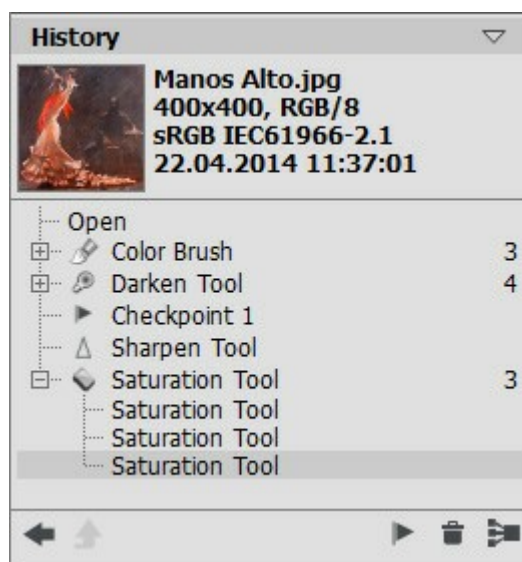 History
Manos Alto.jpg
400x400, RGB/8
sRGB IEC61966-2.1
22.04.2014 11:37:01
Open
Color Brush 3
Darken Tool 4
Checkpoint 1
Sharpen Tool
Saturation Tool 3
Saturation Tool
Saturation Tool
Saturation Tool